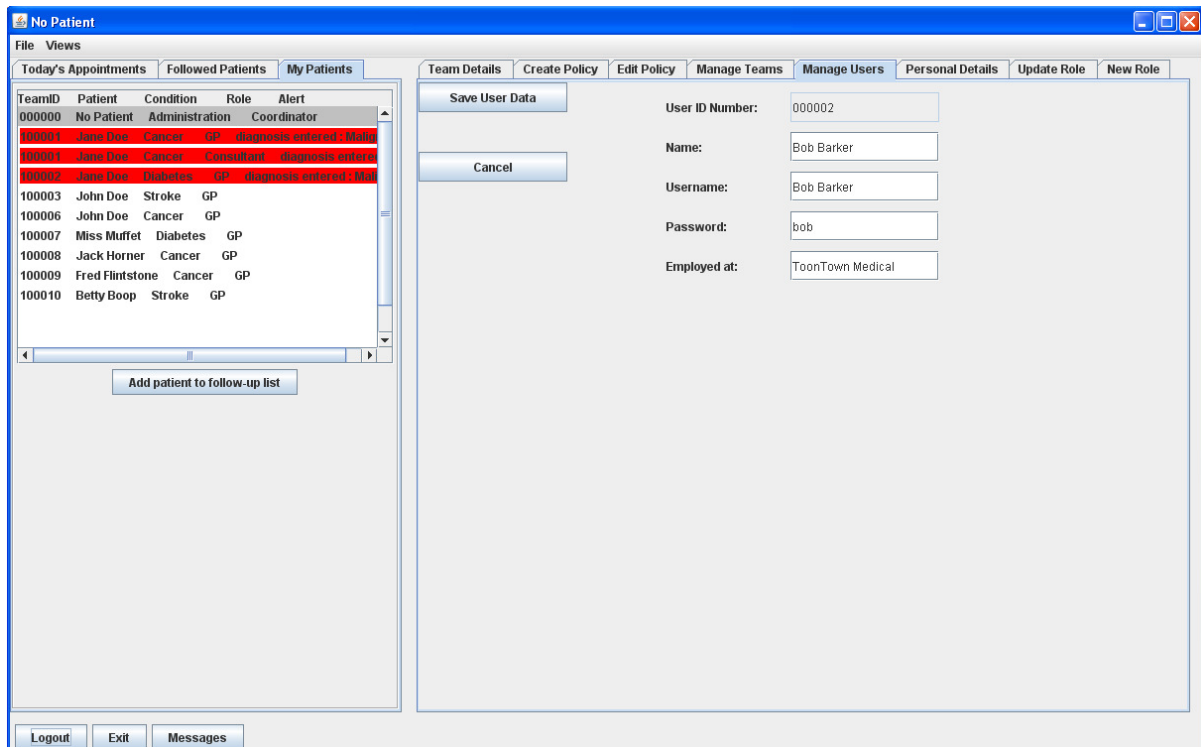 No Patient
File Views
Today's Appointments Followed Patients My Patients
TeamID Patient Condition Role Alert
000000 No Patient Administration Coordinator
100001 Jane Doe Cancer GP diagnosis entered : Malign
100001 Jane Doe Cancer Consultant diagnosis entere
100002 Jane Doe Diabetes GP diagnosis entered : Mali
100003 John Doe Stroke GP
100006 John Doe Cancer GP
100007 Miss Muffet Diabetes GP
100008 Jack Horner Cancer GP
100009 Fred Flintstone Cancer GP
100010 Betty Boop Stroke GP
Add patient to follow-up list
Team Details Create Policy Edit Policy Manage Teams Manage Users Personal Details Update Role New Role
Save User Data
Cancel
User ID Number: 000002
Name: Bob Barker
Username: Bob Barker
Password: bob
Employed at: ToonTown Medical
Logout Exit Messages